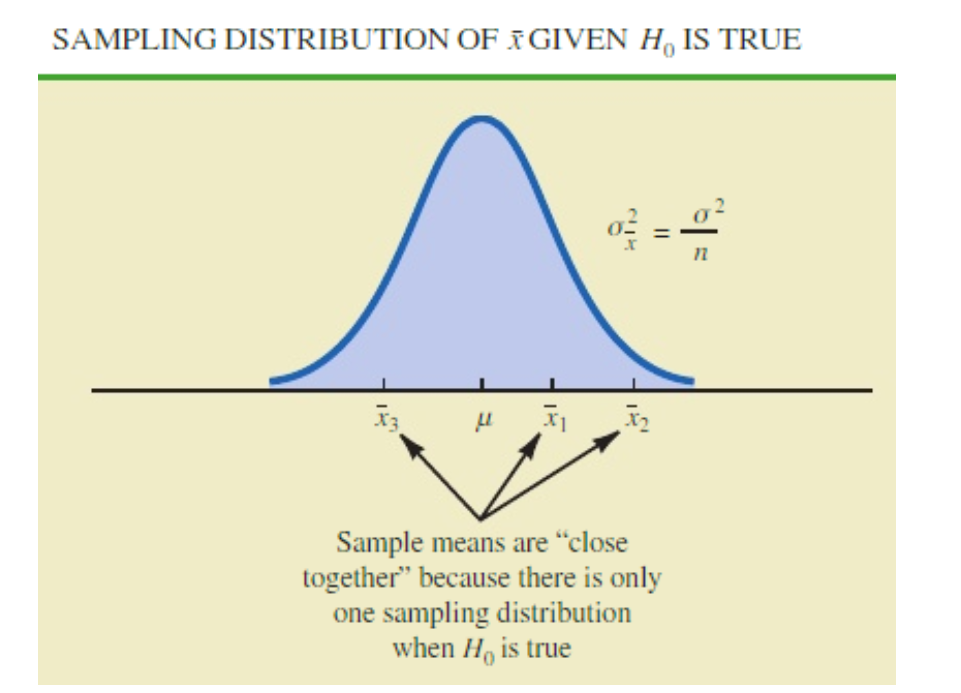 SAMPLING DISTRIBUTION OF x̄ GIVEN H₀ IS TRUE
σ²x̄ = σ²/n
x̄₃ μ x̄₁ x̄₂
Sample means are “close
together” because there is only
one sampling distribution
when H₀ is true